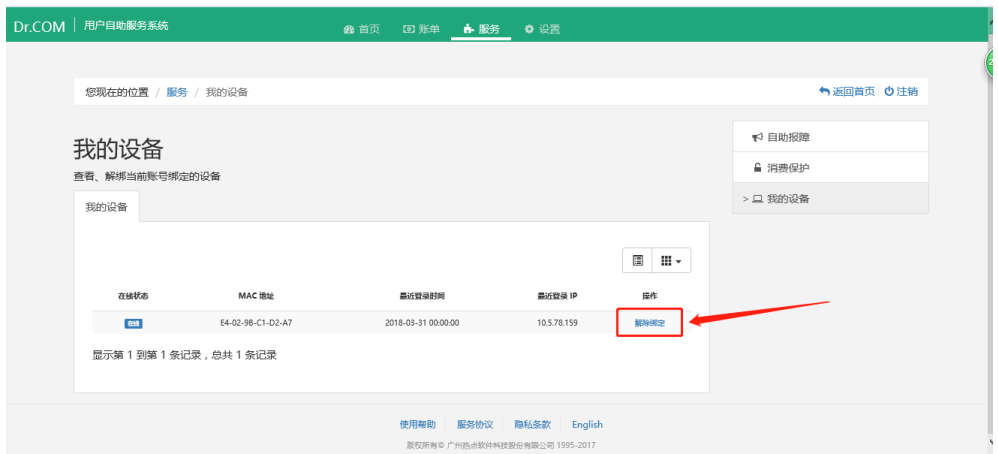 Dr.COM 用户自助服务系统 首页 账单 服务 设置
您现在的位置 / 服务 / 我的设备 返回首页 注销
我的设备
查看、解绑当前账号绑定的设备
我的设备
自助报障
消费保护
> 我的设备
在线状态 MAC 地址 最近登录时间 最近登录 IP 操作
在线 E4-02-9B-C1-D2-A7 2018-03-31 00:00:00 10.5.78.159 解除绑定
显示第 1 到第 1 条记录，总共 1 条记录
使用帮助 服务协议 隐私条款 English
版权所有© 广州热点软件科技股份有限公司 1995-2017